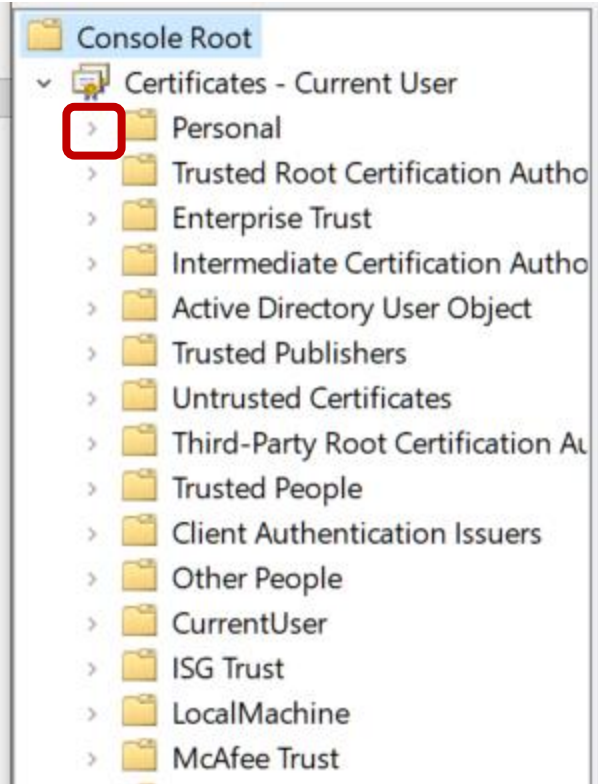 Console Root
Certificates - Current User
Personal
Trusted Root Certification Autho
Enterprise Trust
Intermediate Certification Autho
Active Directory User Object
Trusted Publishers
Untrusted Certificates
Third-Party Root Certification Au
Trusted People
Client Authentication Issuers
Other People
CurrentUser
ISG Trust
LocalMachine
McAfee Trust